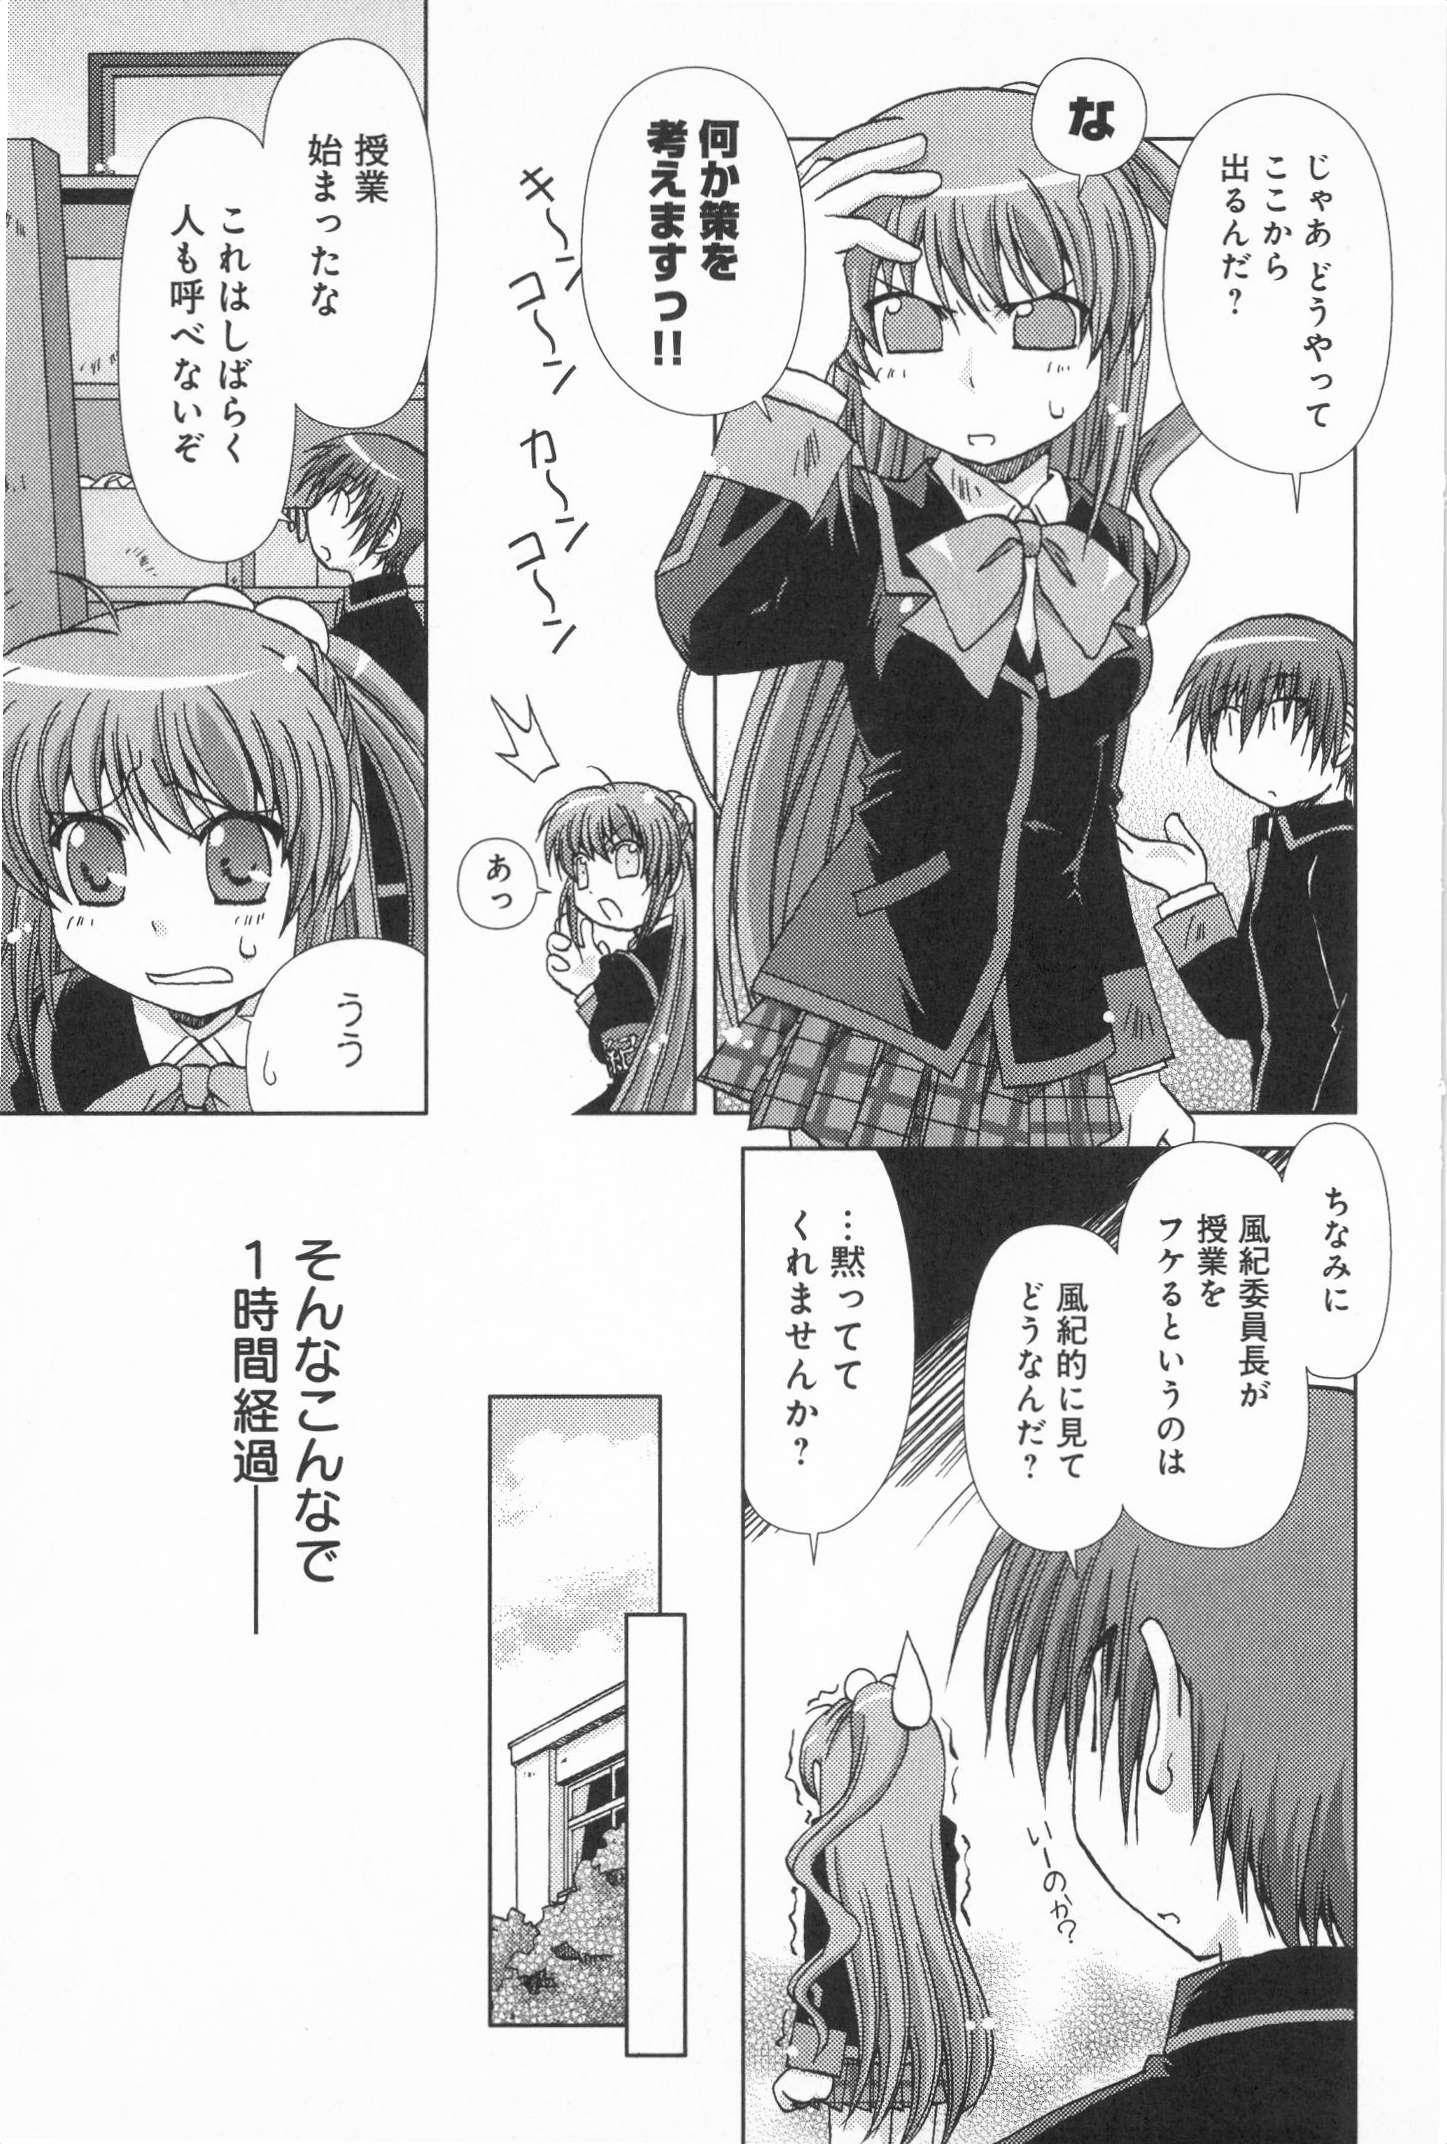 じゃあ どうやって
ここから
出るんだ？
な
何か策を
考えますっ!!
キ〜ン
コ〜ン
カ〜ン
コ〜ン
あっ
紀
授業
始まったな
これはしばらく
人も呼べないぞ
うう
ちなみに
風紀委員長が
授業を
フケるというのは
風紀的に見て
どうなんだ？
…黙ってて
くれませんか？
いーのか？
そんなこんなで
1時間経過――